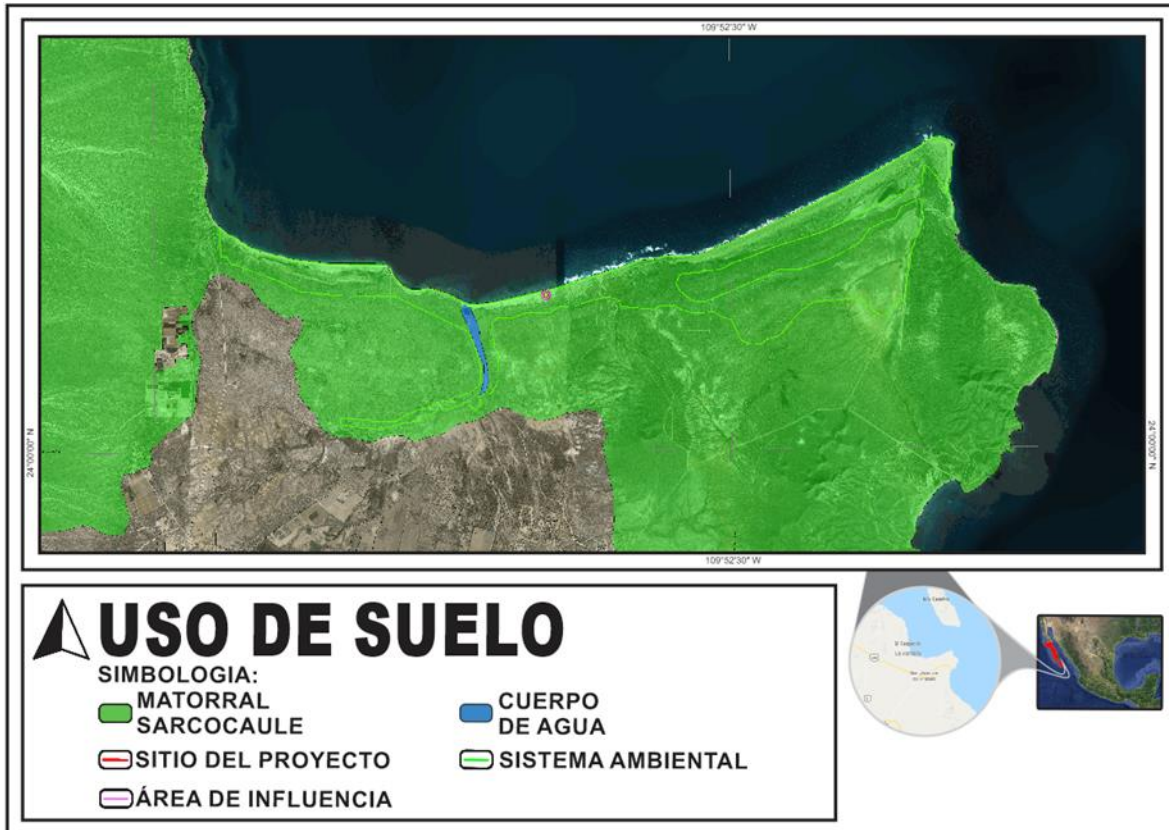 109°52'30" W
24°00'00" N
24°00'00" N
109°52'30" W
USO DE SUELO
SIMBOLOGIA:
MATORRAL
SARCOCAULE
CUERPO
DE AGUA
SITIO DEL PROYECTO
SISTEMA AMBIENTAL
ÁREA DE INFLUENCIA